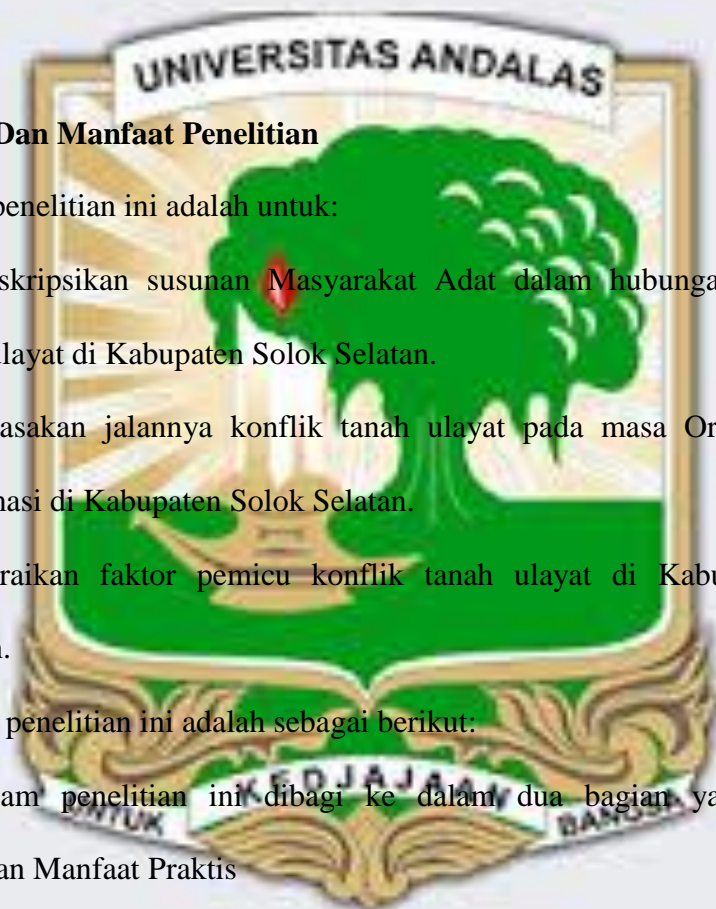 UNIVERSITAS ANDALAS
Dan Manfaat Penelitian
penelitian ini adalah untuk:
skripsikan susunan Masyarakat Adat dalam hubunga
ulayat di Kabupaten Solok Selatan.
asakan jalannya konflik tanah ulayat pada masa Or
nasi di Kabupaten Solok Selatan.
raikan faktor pemicu konflik tanah ulayat di Kabu
n.
penelitian ini adalah sebagai berikut:
am penelitian ini dibagi ke dalam dua bagian ya
UNTUK KEDJAJAAN BANGSA
an Manfaat Praktis